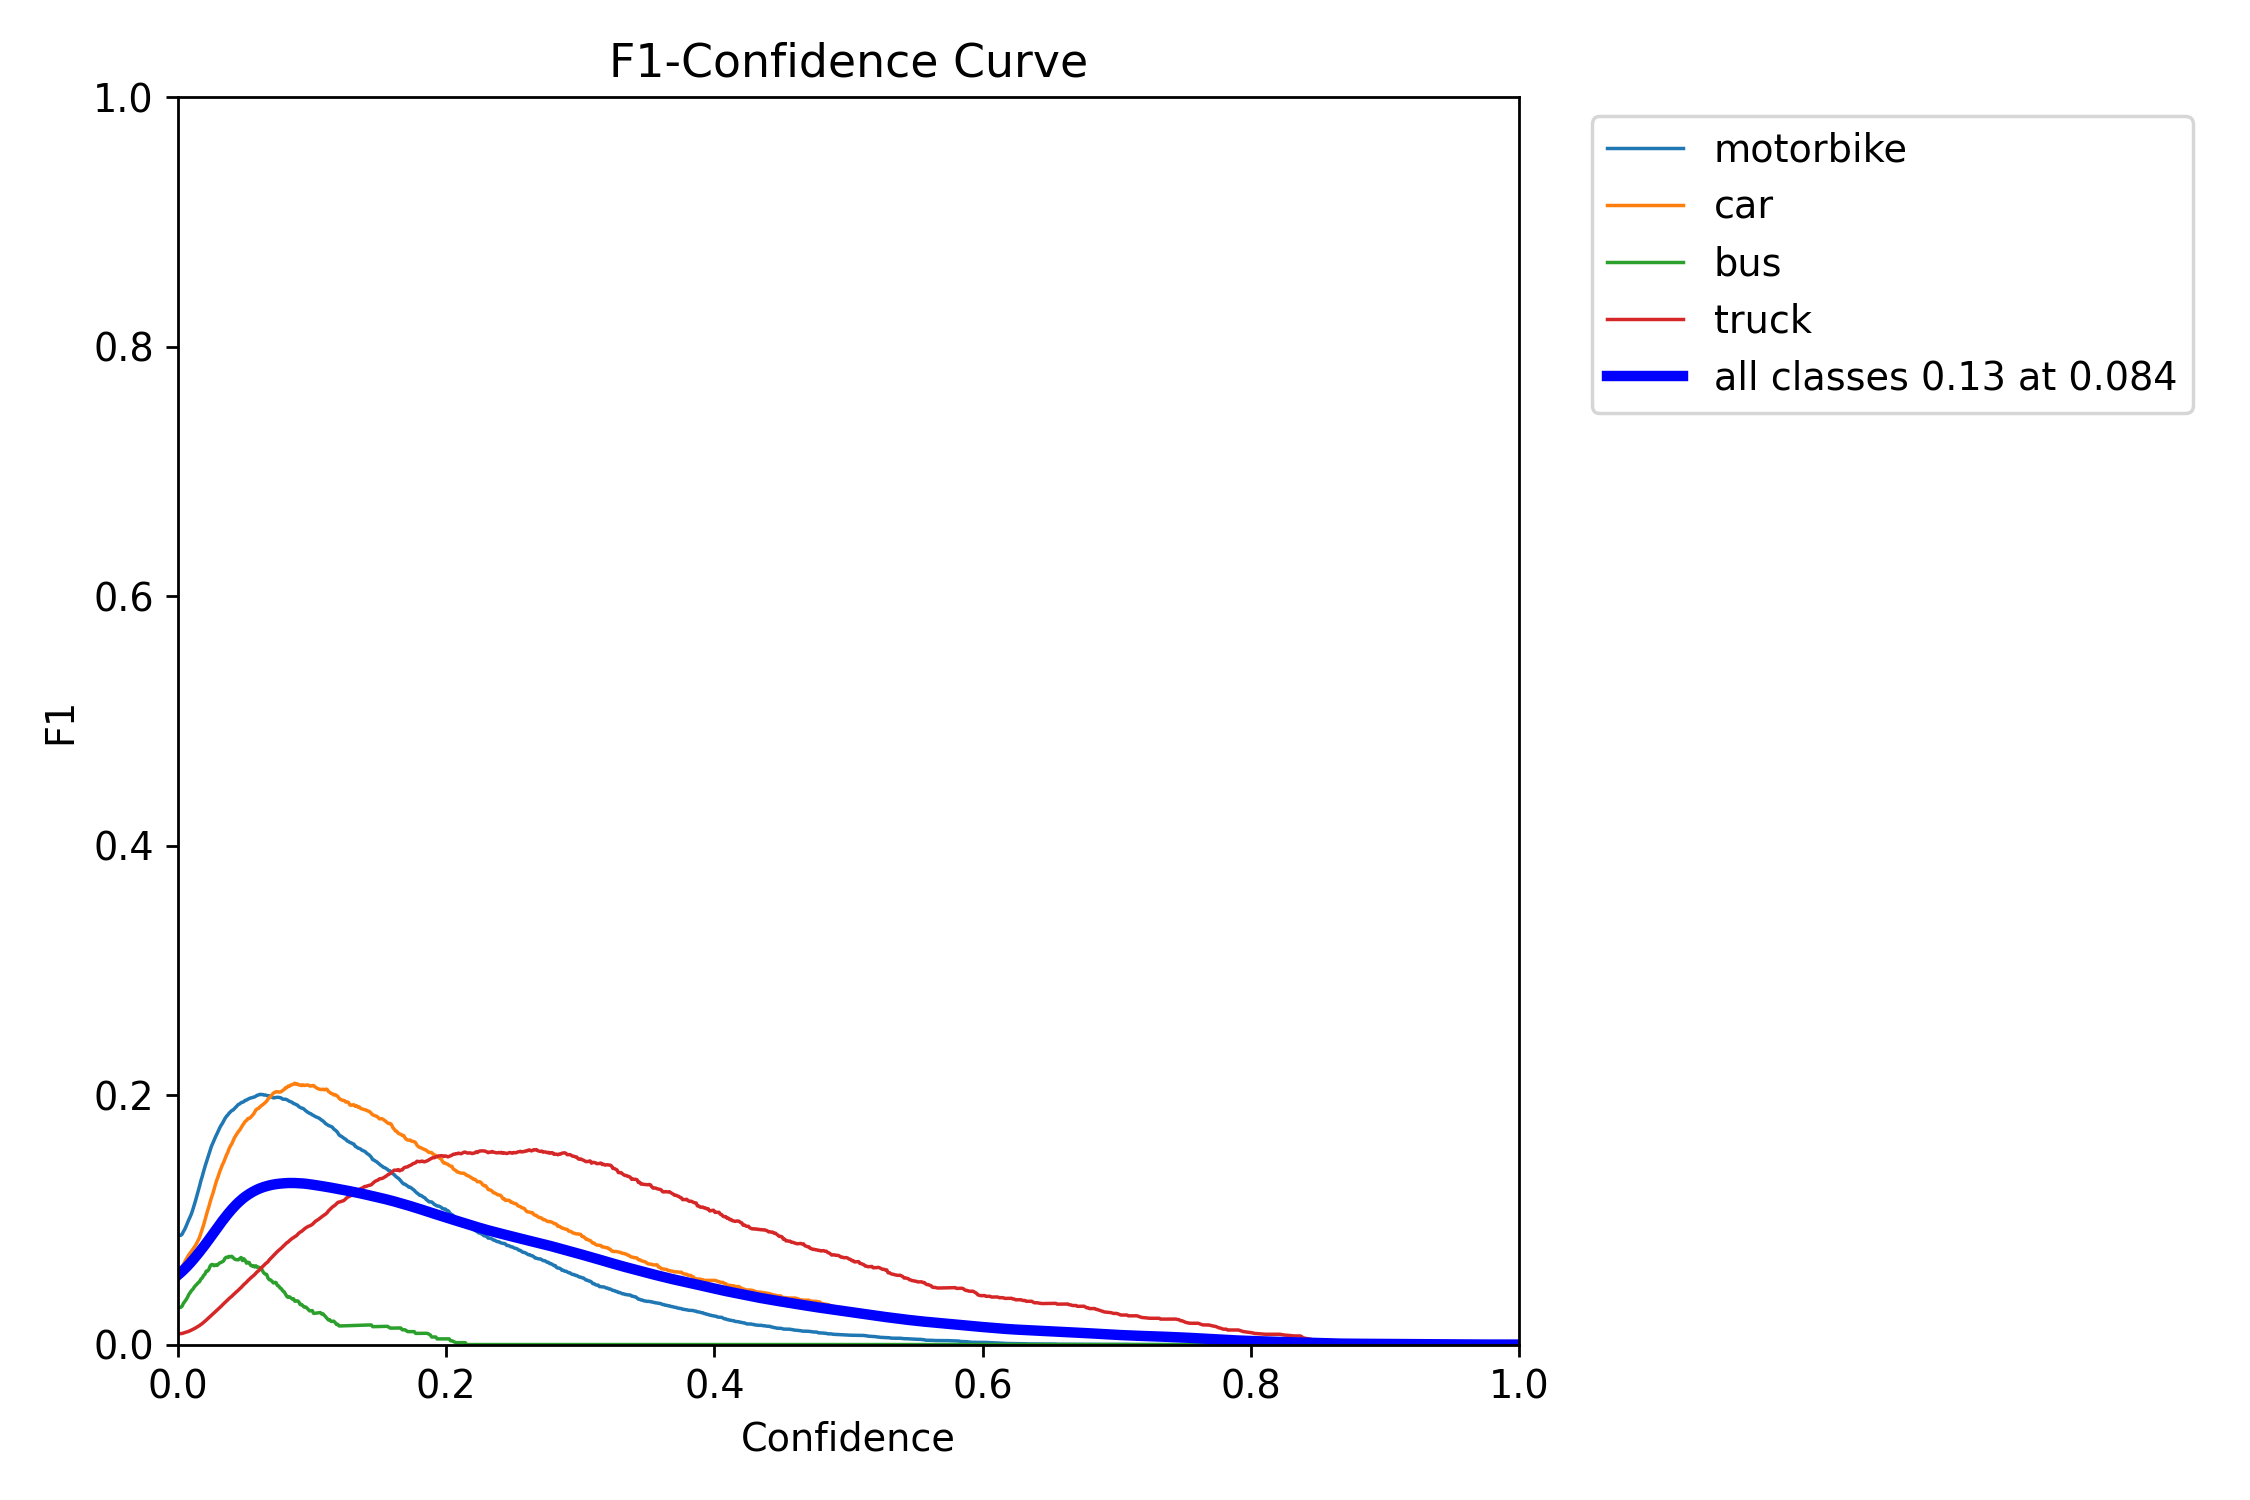 F1-Confidence Curve
1.0
0.8
0.6
0.4
0.2
0.0
F1
0.0 0.2 0.4 0.6 0.8 1.0
Confidence
motorbike
car
bus
truck
all classes 0.13 at 0.084